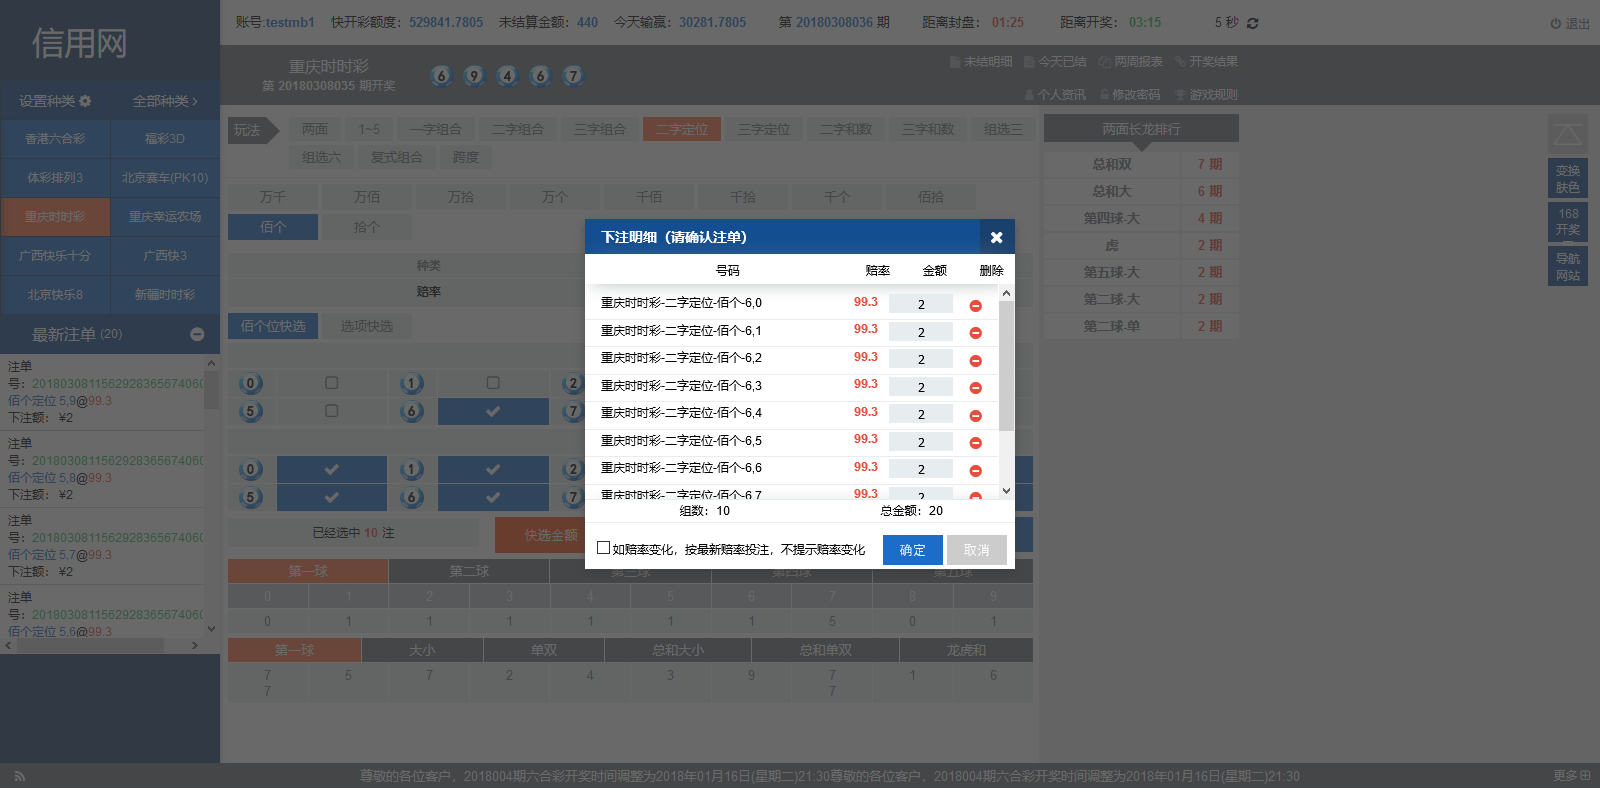 信用网
账号:testmb1 快开彩额度：529841.7805 未结算金额：440 今天输赢：30281.7805 第 20180308036 期 距离封盘：01:25 距离开奖：03:15 5 秒 退出
重庆时时彩
第 20180308035 期开奖
6 9 4 6 7
未结明细 今天已结 两周报表 开奖结果
个人资讯 修改密码 游戏规则
设置种类 全部种类
香港六合彩 福彩3D
体彩排列3 北京赛车(PK10)
重庆时时彩 重庆幸运农场
广西快乐十分 广西快3
北京快乐8 新疆时时彩
最新注单 (20)
注单
号：2018030811562928365674060
佰个定位 5,9@99.3
下注额： ¥2
注单
号：2018030811562928365674060
佰个定位 5,8@99.3
下注额： ¥2
注单
号：2018030811562928365674060
佰个定位 5,7@99.3
下注额： ¥2
注单
号：2018030811562928365674060
佰个定位 5,6@99.3
玩法 两面 1~5 一字组合 二字组合 三字组合 二字定位 三字定位 二字和数 三字和数 组选三
组选六 复式组合 跨度
万千 万佰 万拾 万个 千佰 千拾 千个 佰拾
佰个 拾个
种类
赔率
佰个位快选 选项快选
0 1 2
5 6 7
0 1 2
5 6 7
已经选中 10 注 快选金额
下注明细（请确认注单）
号码 赔率 金额 删除
重庆时时彩-二字定位-佰个-6,0 99.3 2
重庆时时彩-二字定位-佰个-6,1 99.3 2
重庆时时彩-二字定位-佰个-6,2 99.3 2
重庆时时彩-二字定位-佰个-6,3 99.3 2
重庆时时彩-二字定位-佰个-6,4 99.3 2
重庆时时彩-二字定位-佰个-6,5 99.3 2
重庆时时彩-二字定位-佰个-6,6 99.3 2
重庆时时彩-二字定位-佰个-6,7 99.3 2
组数：10 总金额：20
如赔率变化，按最新赔率投注，不提示赔率变化 确定 取消
第一球 第二球 第三球 第四球 第五球
0 1 2 3 4 5 6 7 8 9
0 1 1 1 1 1 1 5 0 1
第一球 大小 单双 总和大小 总和单双 龙虎和
7 5 7 2 4 3 9 7 1 6
7 7
两面长龙排行
总和双 7 期
总和大 6 期
第四球-大 4 期
虎 2 期
第五球-大 2 期
第二球-大 2 期
第二球-单 2 期
变换
肤色
168
开奖
导航
网站
尊敬的各位客户，2018004期六合彩开奖时间调整为2018年01月16日(星期二)21:30尊敬的各位客户，2018004期六合彩开奖时间调整为2018年01月16日(星期二)21:30 更多